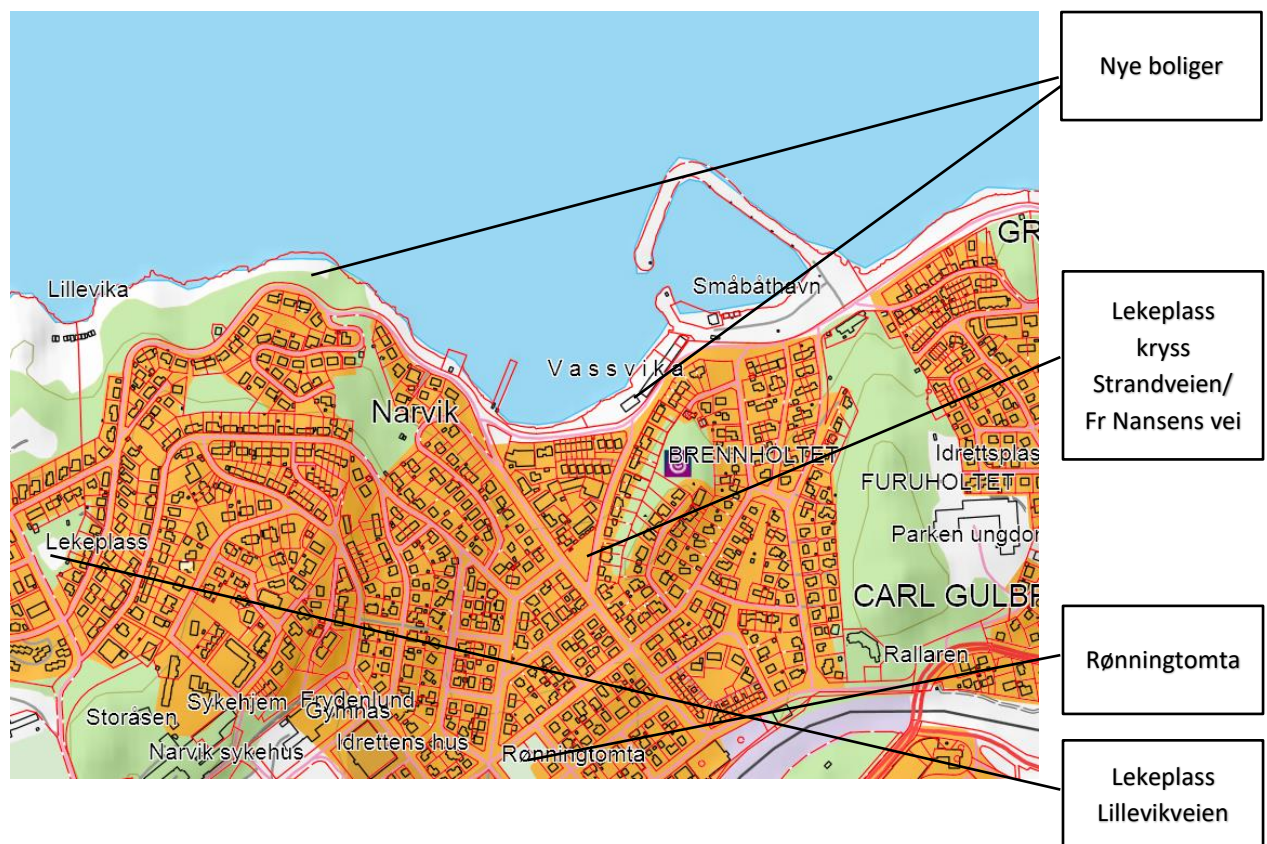 Nye boliger
GR
Lillevika
Småbåthavn
Vassvika
Lekeplass
kryss
Strandveien/
Fr Nansens vei
Narvik
BRENNHOLTET
Idrettsplas
FURUHOLTET
Parken ungdom
Lekeplass
CARL GULBR
Rallaren
Rønningtomta
Sykehjem
Frydenlund
Gymnas
Storåsen
Idrettens hus
Narvik sykehus
Rønningtomta
Lekeplass
Lillevikveien